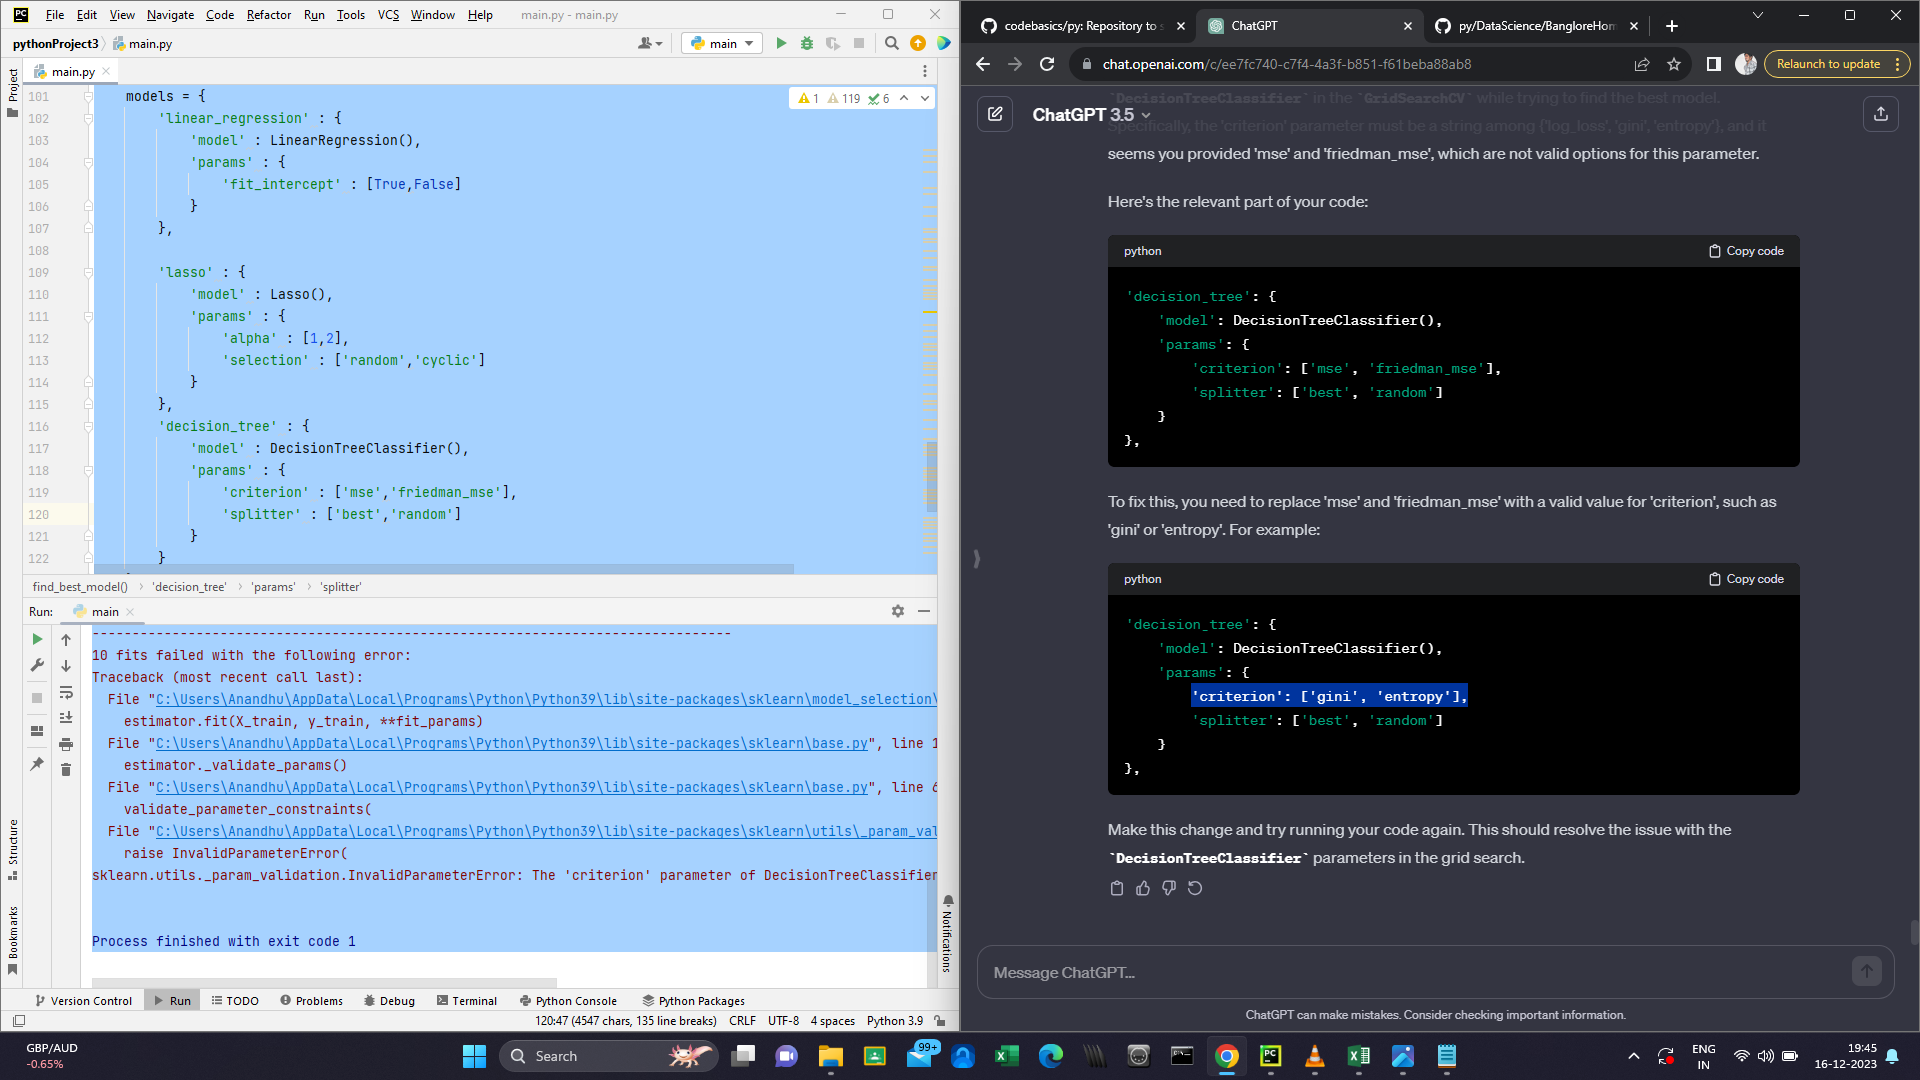 File Edit View Navigate Code Refactor Run Tools VCS Window Help main.py - main.py
pythonProject3 main.py main
Project
main.py
1 119 6
101 models = {
102 'linear_regression' : {
103 'model' : LinearRegression(),
104 'params' : {
105 'fit_intercept' : [True,False]
106 }
107 },
108
109 'lasso' : {
110 'model' : Lasso(),
111 'params' : {
112 'alpha' : [1,2],
113 'selection' : ['random','cyclic']
114 }
115 },
116 'decision_tree' : {
117 'model' : DecisionTreeClassifier(),
118 'params' : {
119 'criterion' : ['mse','friedman_mse'],
120 'splitter' : ['best','random']
121 }
122 }
find_best_model() 'decision_tree' 'params' 'splitter'
Run: main
--------------------------------------------------------------------------------
10 fits failed with the following error:
Traceback (most recent call last):
File "C:\Users\Anandhu\AppData\Local\Programs\Python\Python39\lib\site-packages\sklearn\model_selection\
estimator.fit(X_train, y_train, **fit_params)
File "C:\Users\Anandhu\AppData\Local\Programs\Python\Python39\lib\site-packages\sklearn\base.py", line 1
estimator._validate_params()
File "C:\Users\Anandhu\AppData\Local\Programs\Python\Python39\lib\site-packages\sklearn\base.py", line 6
validate_parameter_constraints(
File "C:\Users\Anandhu\AppData\Local\Programs\Python\Python39\lib\site-packages\sklearn\utils\_param_val
raise InvalidParameterError(
sklearn.utils._param_validation.InvalidParameterError: The 'criterion' parameter of DecisionTreeClassifier
Process finished with exit code 1
Structure
Bookmarks
Notifications
Version Control Run TODO Problems Debug Terminal Python Console Python Packages
120:47 (4547 chars, 135 line breaks) CRLF UTF-8 4 spaces Python 3.9
codebasics/py: Repository to s ChatGPT py/DataScience/BangloreHom
chat.openai.com/c/ee7fc740-c7f4-4a3f-b851-f61beba88ab8 Relaunch to update
ChatGPT 3.5
`DecisionTreeClassifier` in the `GridSearchCV` while trying to find the best model.
Specifically, the 'criterion' parameter must be a string among {'log_loss', 'gini', 'entropy'}, and it
seems you provided 'mse' and 'friedman_mse', which are not valid options for this parameter.
Here's the relevant part of your code:
python Copy code
'decision_tree': {
'model': DecisionTreeClassifier(),
'params': {
'criterion': ['mse', 'friedman_mse'],
'splitter': ['best', 'random']
}
},
To fix this, you need to replace 'mse' and 'friedman_mse' with a valid value for 'criterion', such as
'gini' or 'entropy'. For example:
python Copy code
'decision_tree': {
'model': DecisionTreeClassifier(),
'params': {
'criterion': ['gini', 'entropy'],
'splitter': ['best', 'random']
}
},
Make this change and try running your code again. This should resolve the issue with the
`DecisionTreeClassifier` parameters in the grid search.
Message ChatGPT...
ChatGPT can make mistakes. Consider checking important information.
GBP/AUD
-0.65%
Search
99+
ENG
IN
19:45
16-12-2023